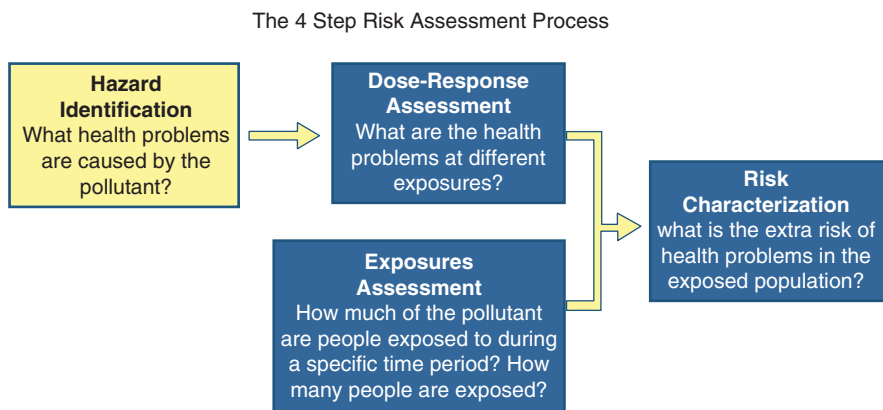 The 4 Step Risk Assessment Process
Hazard
Identification
What health problems
are caused by the
pollutant?
Dose-Response
Assessment
What are the health
problems at different
exposures?
Exposures
Assessment
How much of the pollutant
are people exposed to during
a specific time period? How
many people are exposed?
Risk
Characterization
what is the extra risk of
health problems in the
exposed population?